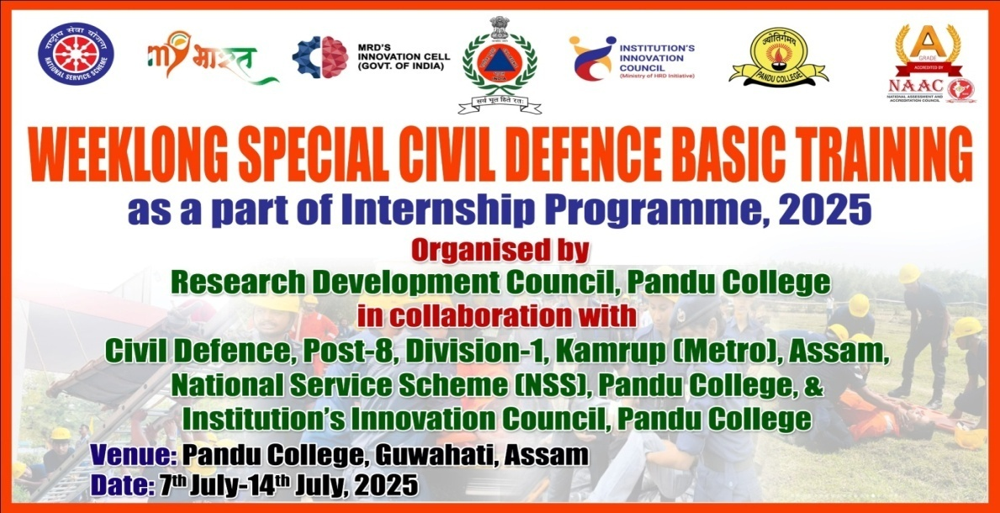 राष्ट्रीय सेवा योजना
NATIONAL SERVICE SCHEME
my भारत
MRD'S
INNOVATION CELL
(GOVT. OF INDIA)
सर्व भूत हिते रतः
INSTITUTION'S
INNOVATION
COUNCIL
(Ministry of HRD Initiative)
ज्योतिर्गमय
PANDU COLLEGE
A
GRADE
ACCREDITED BY
NAAC
NATIONAL ASSESSMENT AND
ACCREDITATION COUNCIL
WEEKLONG SPECIAL CIVIL DEFENCE BASIC TRAINING
as a part of Internship Programme, 2025
Organised by
Research Development Council, Pandu College
in collaboration with
Civil Defence, Post-8, Division-1, Kamrup (Metro), Assam,
National Service Scheme (NSS), Pandu College, &
Institution's Innovation Council, Pandu College
Venue: Pandu College, Guwahati, Assam
Date: 7th July-14th July, 2025